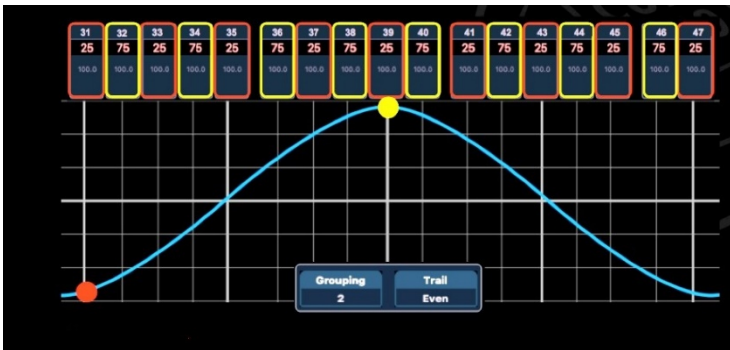 31 32 33 34 35 36 37 38 39 40 41 42 43 44 45 46 47
25 75 25 75 25 75 25 75 25 75 25 75 25 75 25 75 25
100.0 100.0 100.0 100.0 100.0 100.0 100.0 100.0 100.0 100.0 100.0 100.0 100.0 100.0 100.0 100.0 100.0
Grouping Trail
2 Even